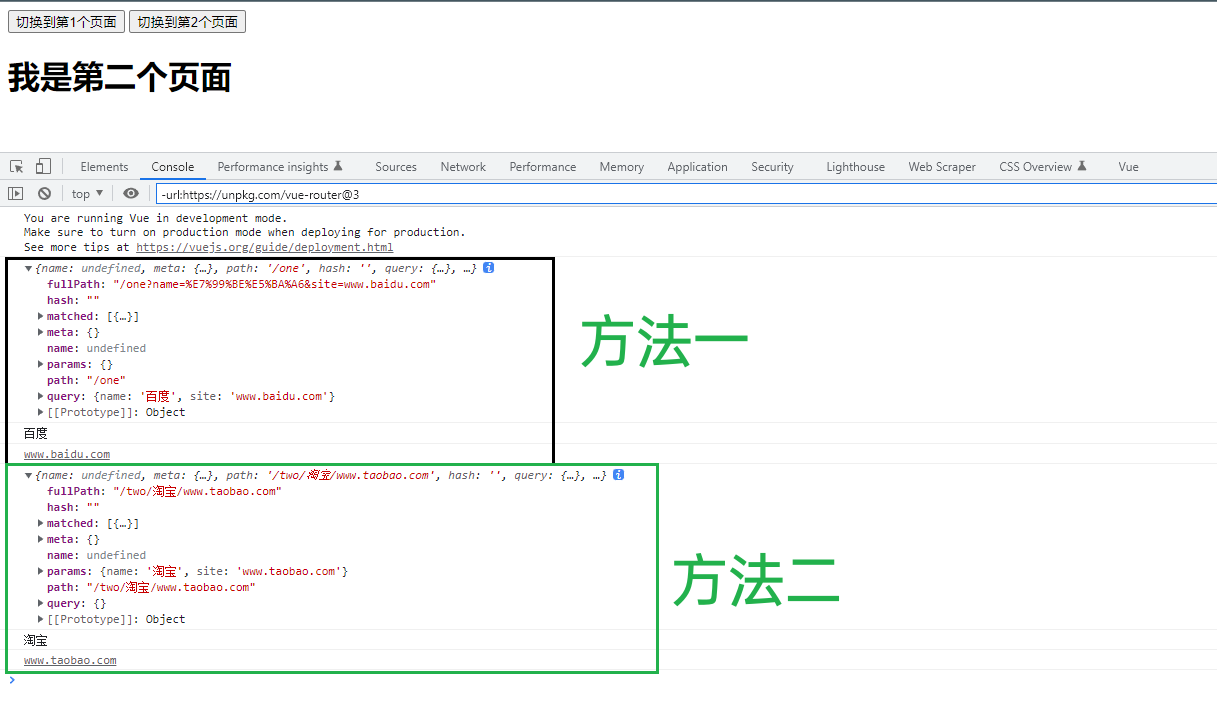 切换到第1个页面 切换到第2个页面
我是第二个页面
Elements Console Performance insights Sources Network Performance Memory Application Security Lighthouse Web Scraper CSS Overview Vue
top ▼ -url:https://unpkg.com/vue-router@3
You are running Vue in development mode.
Make sure to turn on production mode when deploying for production.
See more tips at https://vuejs.org/guide/deployment.html
▼{name: undefined, meta: {…}, path: '/one', hash: '', query: {…}, …} i
fullPath: "/one?name=%E7%99%BE%E5%BA%A6&site=www.baidu.com"
hash: ""
▶matched: [{…}]
▶meta: {}
name: undefined
▶params: {}
path: "/one"
▶query: {name: '百度', site: 'www.baidu.com'}
▶[[Prototype]]: Object
百度
www.baidu.com
方法一
▼{name: undefined, meta: {…}, path: '/two/淘宝/www.taobao.com', hash: '', query: {…}, …} i
fullPath: "/two/淘宝/www.taobao.com"
hash: ""
▶matched: [{…}]
▶meta: {}
name: undefined
▶params: {name: '淘宝', site: 'www.taobao.com'}
path: "/two/淘宝/www.taobao.com"
▶query: {}
▶[[Prototype]]: Object
淘宝
www.taobao.com
方法二
>